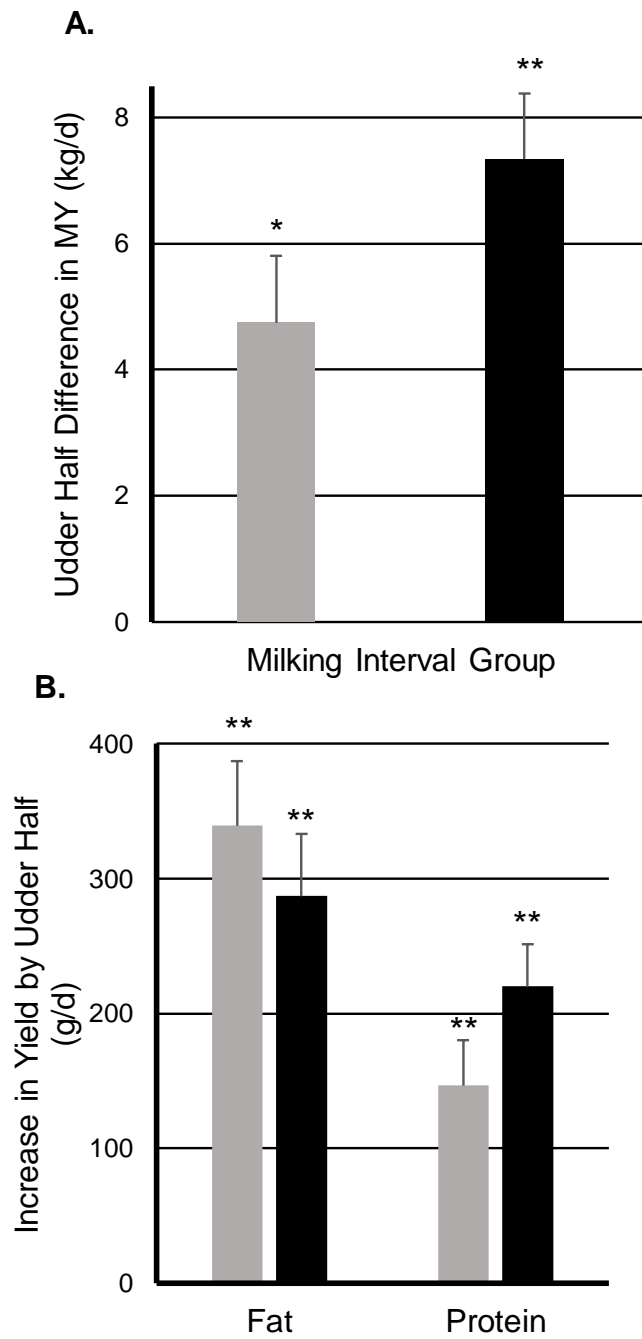 A.
Udder Half Difference in MY (kg/d)
8
6
4
2
0
*
**
Milking Interval Group
B.
Increase in Yield by Udder Half
(g/d)
400
300
200
100
0
**
**
**
**
Fat
Protein